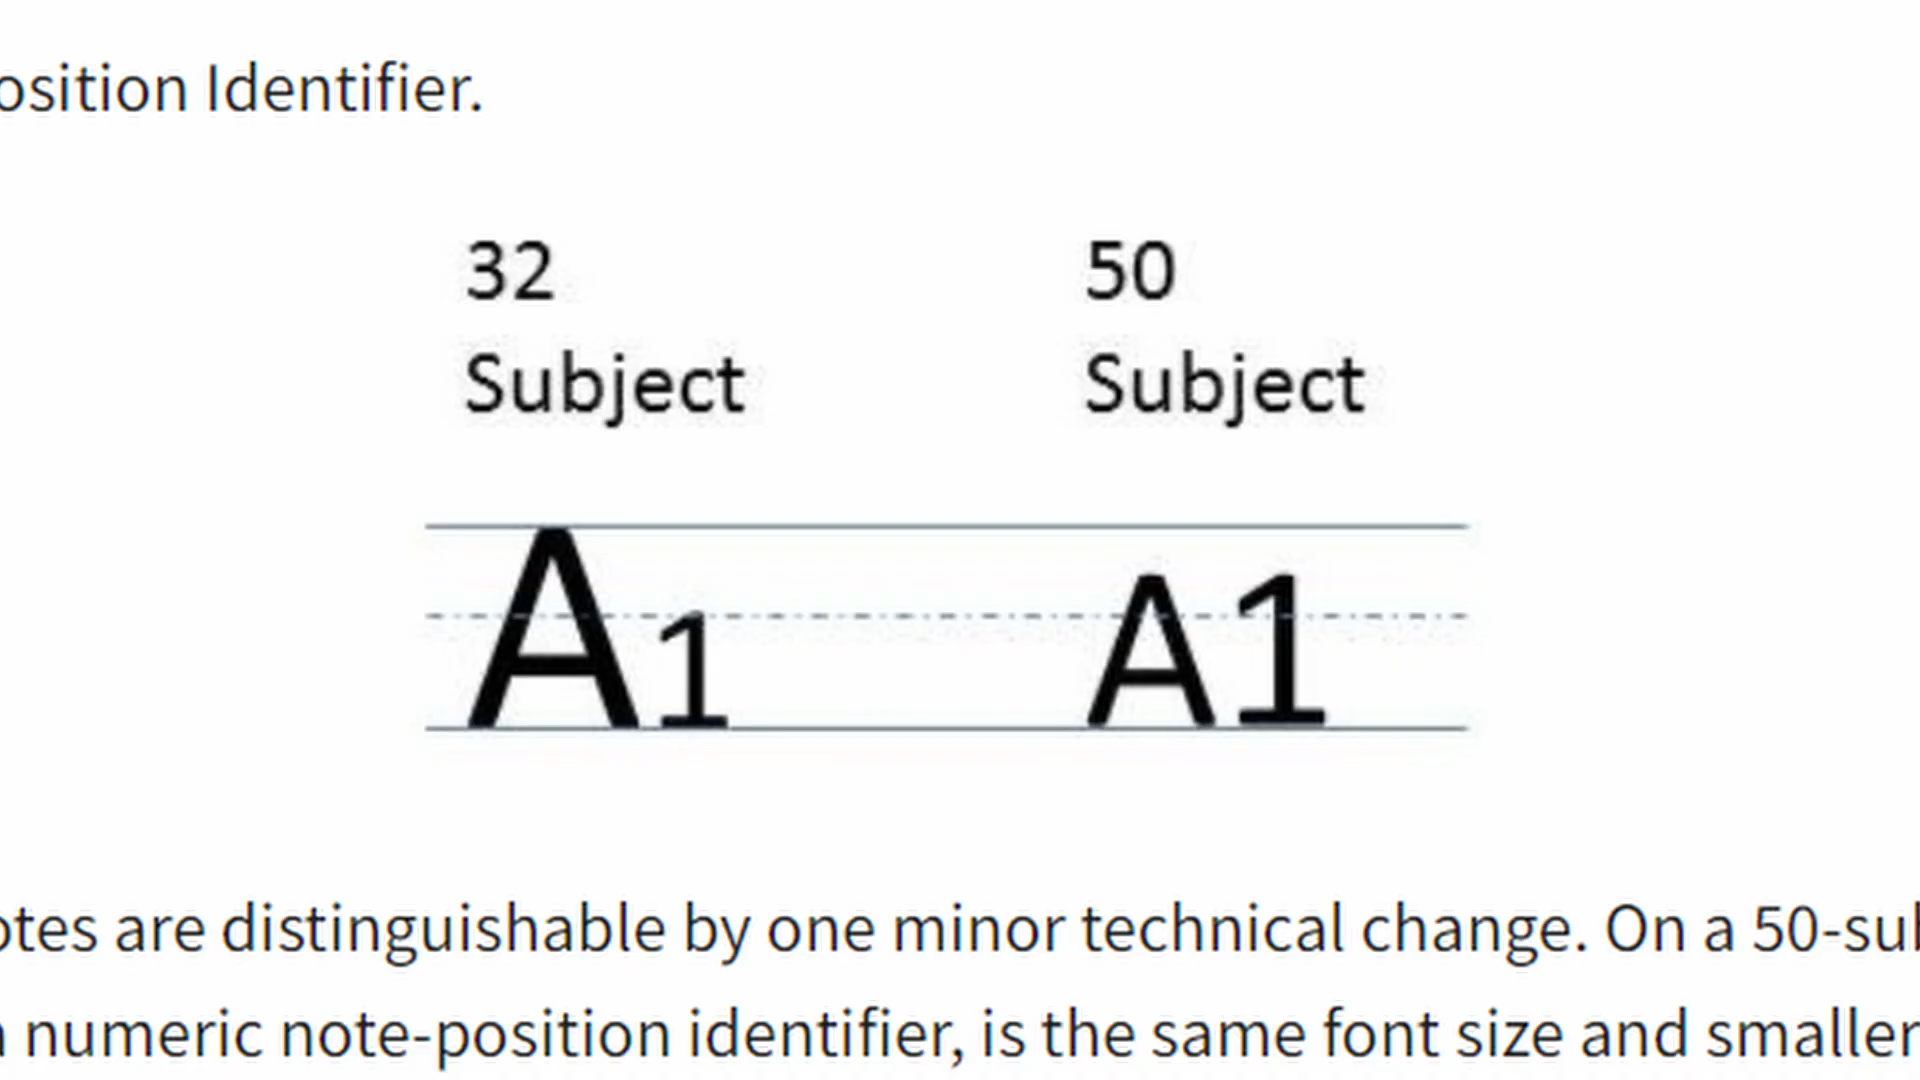 osition Identifier.
32 50
Subject Subject
A1 A1
otes are distinguishable by one minor technical change. On a 50-sub
numeric note-position identifier, is the same font size and smaller